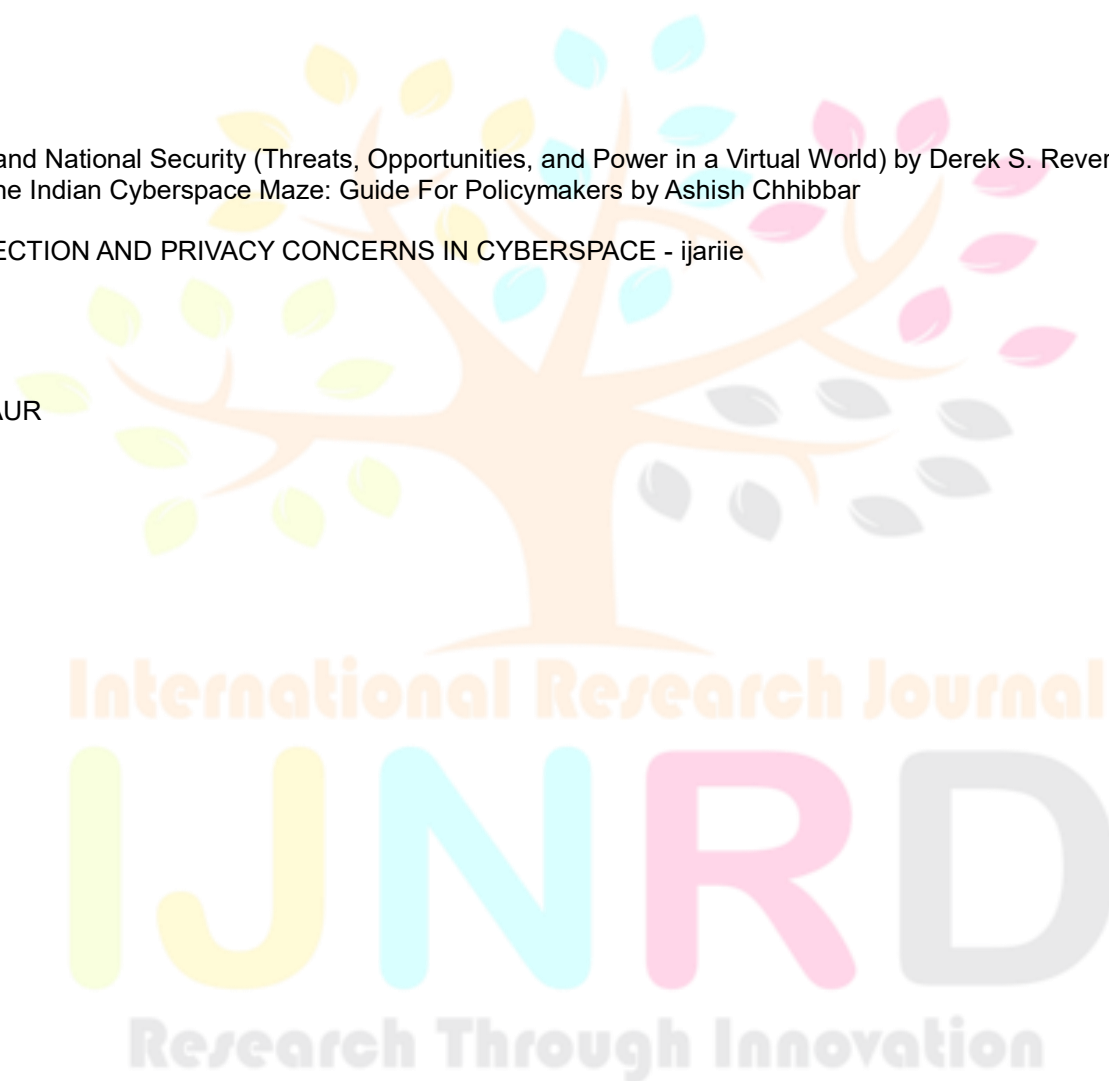 and National Security (Threats, Opportunities, and Power in a Virtual World) by Derek S. Rever
he Indian Cyberspace Maze: Guide For Policymakers by Ashish Chhibbar
ECTION AND PRIVACY CONCERNS IN CYBERSPACE - ijariie
AUR
International Research Journal
IJNRD
Research Through Innovation